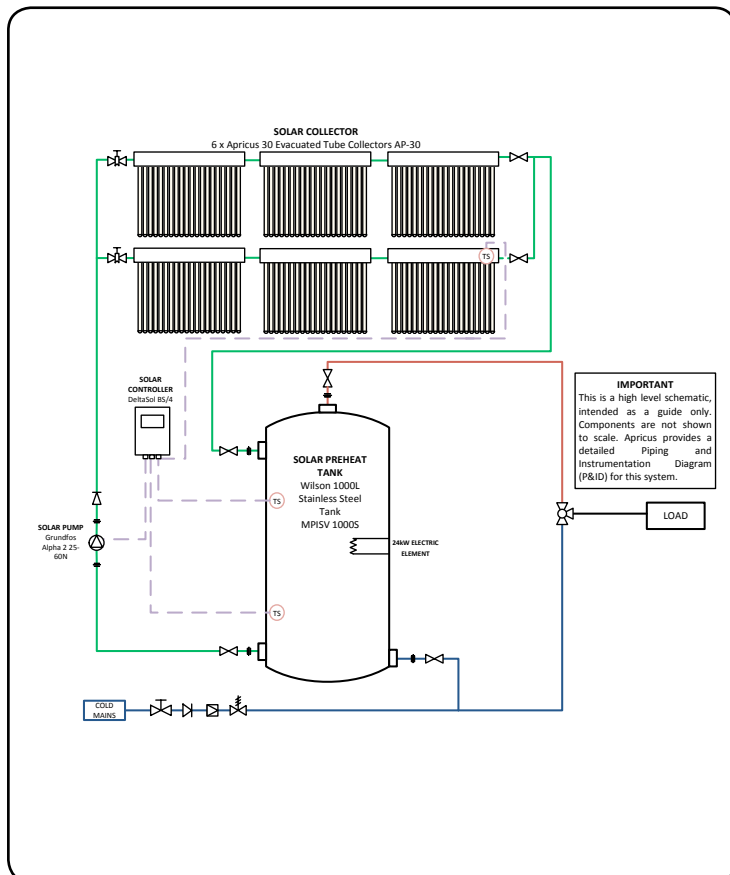 SOLAR COLLECTOR
6 x Apricus 30 Evacuated Tube Collectors AP-30
TS
SOLAR
CONTROLLER
DeltaSol BS/4
IMPORTANT
This is a high level schematic,
intended as a guide only.
Components are not shown
to scale. Apricus provides a
detailed Piping and
Instrumentation Diagram
(P&ID) for this system.
SOLAR PREHEAT
TANK
Wilson 1000L
Stainless Steel
Tank
MPISV 1000S
TS
LOAD
SOLAR PUMP
Grundfos
Alpha 2 25-
60N
24kW ELECTRIC
ELEMENT
TS
COLD
MAINS